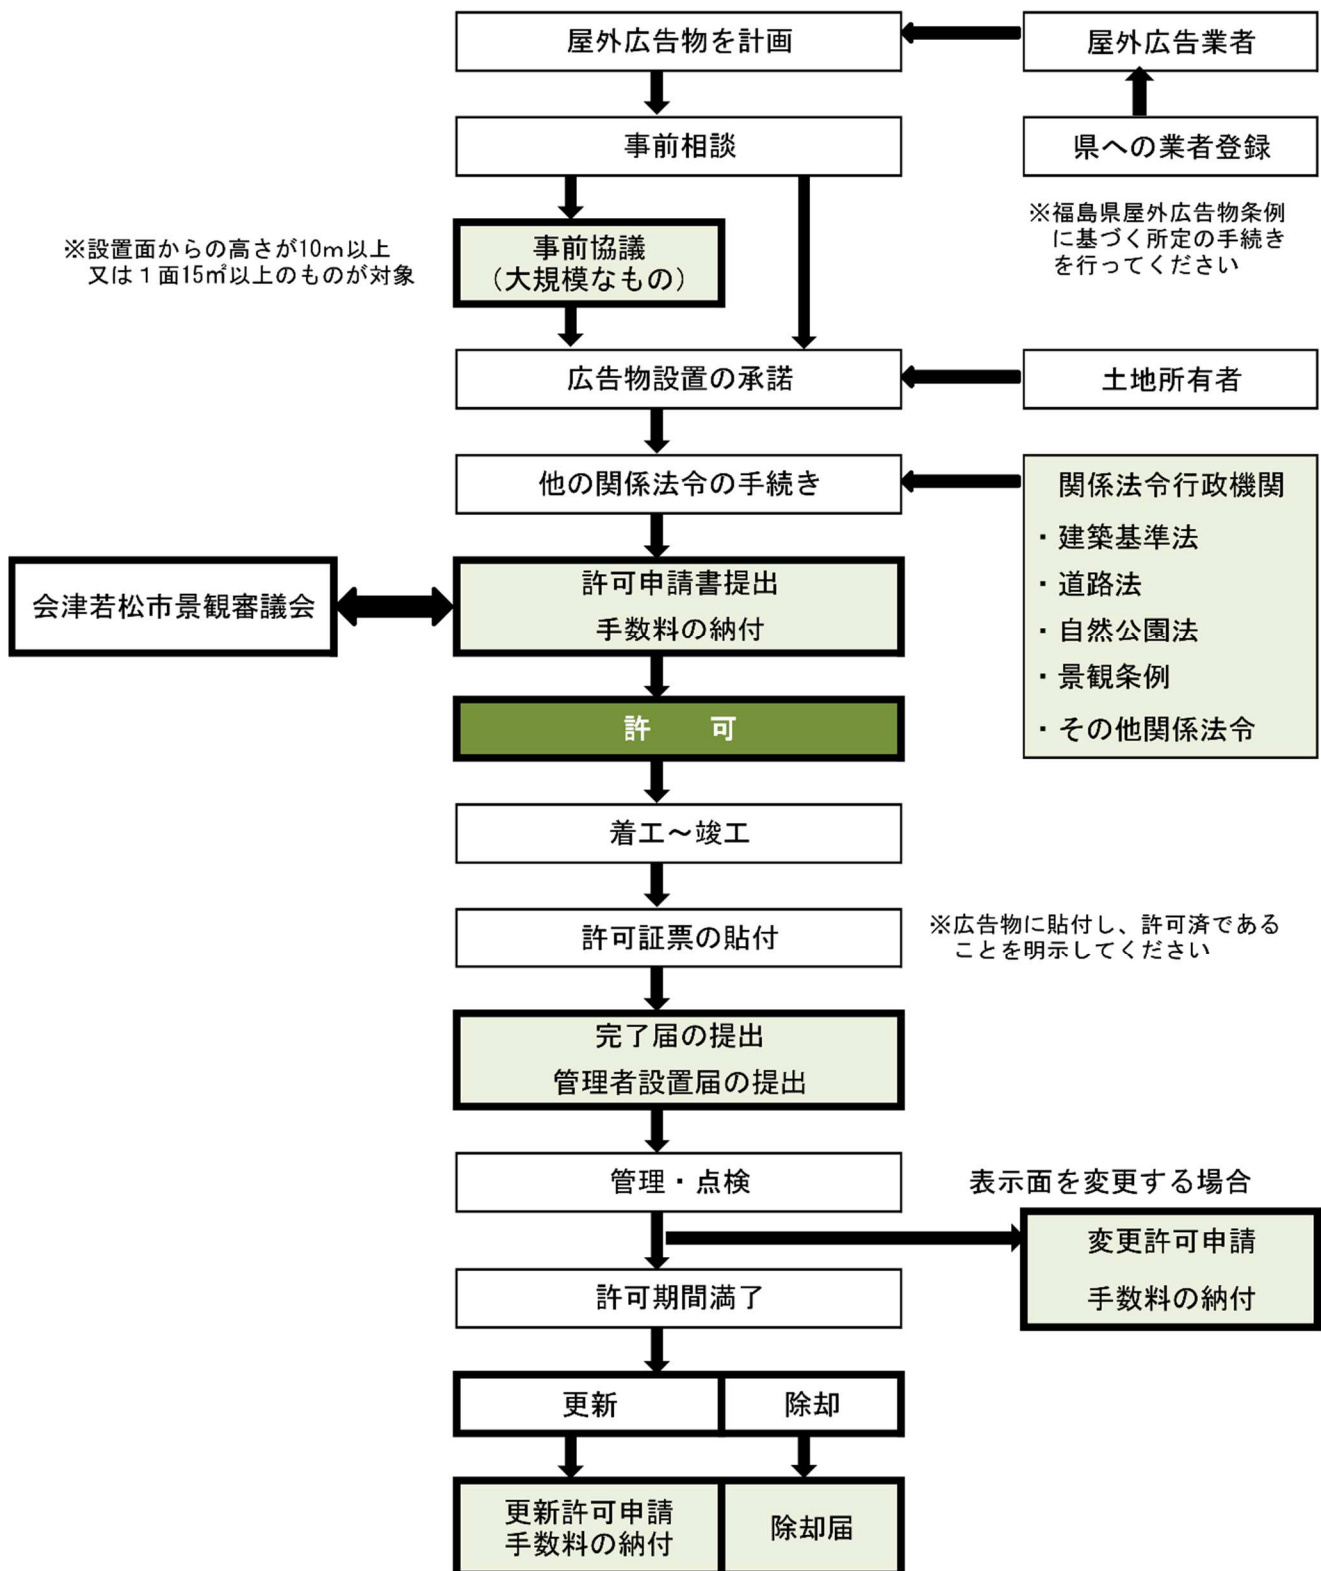 屋外広告物を計画
屋外広告業者
事前相談
県への業者登録
※福島県屋外広告物条例
に基づく所定の手続き
を行ってください
※設置面からの高さが10ｍ以上
又は１面15㎡以上のものが対象
事前協議
（大規模なもの）
広告物設置の承諾
土地所有者
他の関係法令の手続き
関係法令行政機関
・建築基準法
・道路法
・自然公園法
・景観条例
・その他関係法令
会津若松市景観審議会
許可申請書提出
手数料の納付
許　可
着工～竣工
許可証票の貼付
※広告物に貼付し、許可済である
ことを明示してください
完了届の提出
管理者設置届の提出
管理・点検
表示面を変更する場合
変更許可申請
手数料の納付
許可期間満了
更新
除却
更新許可申請
手数料の納付
除却届